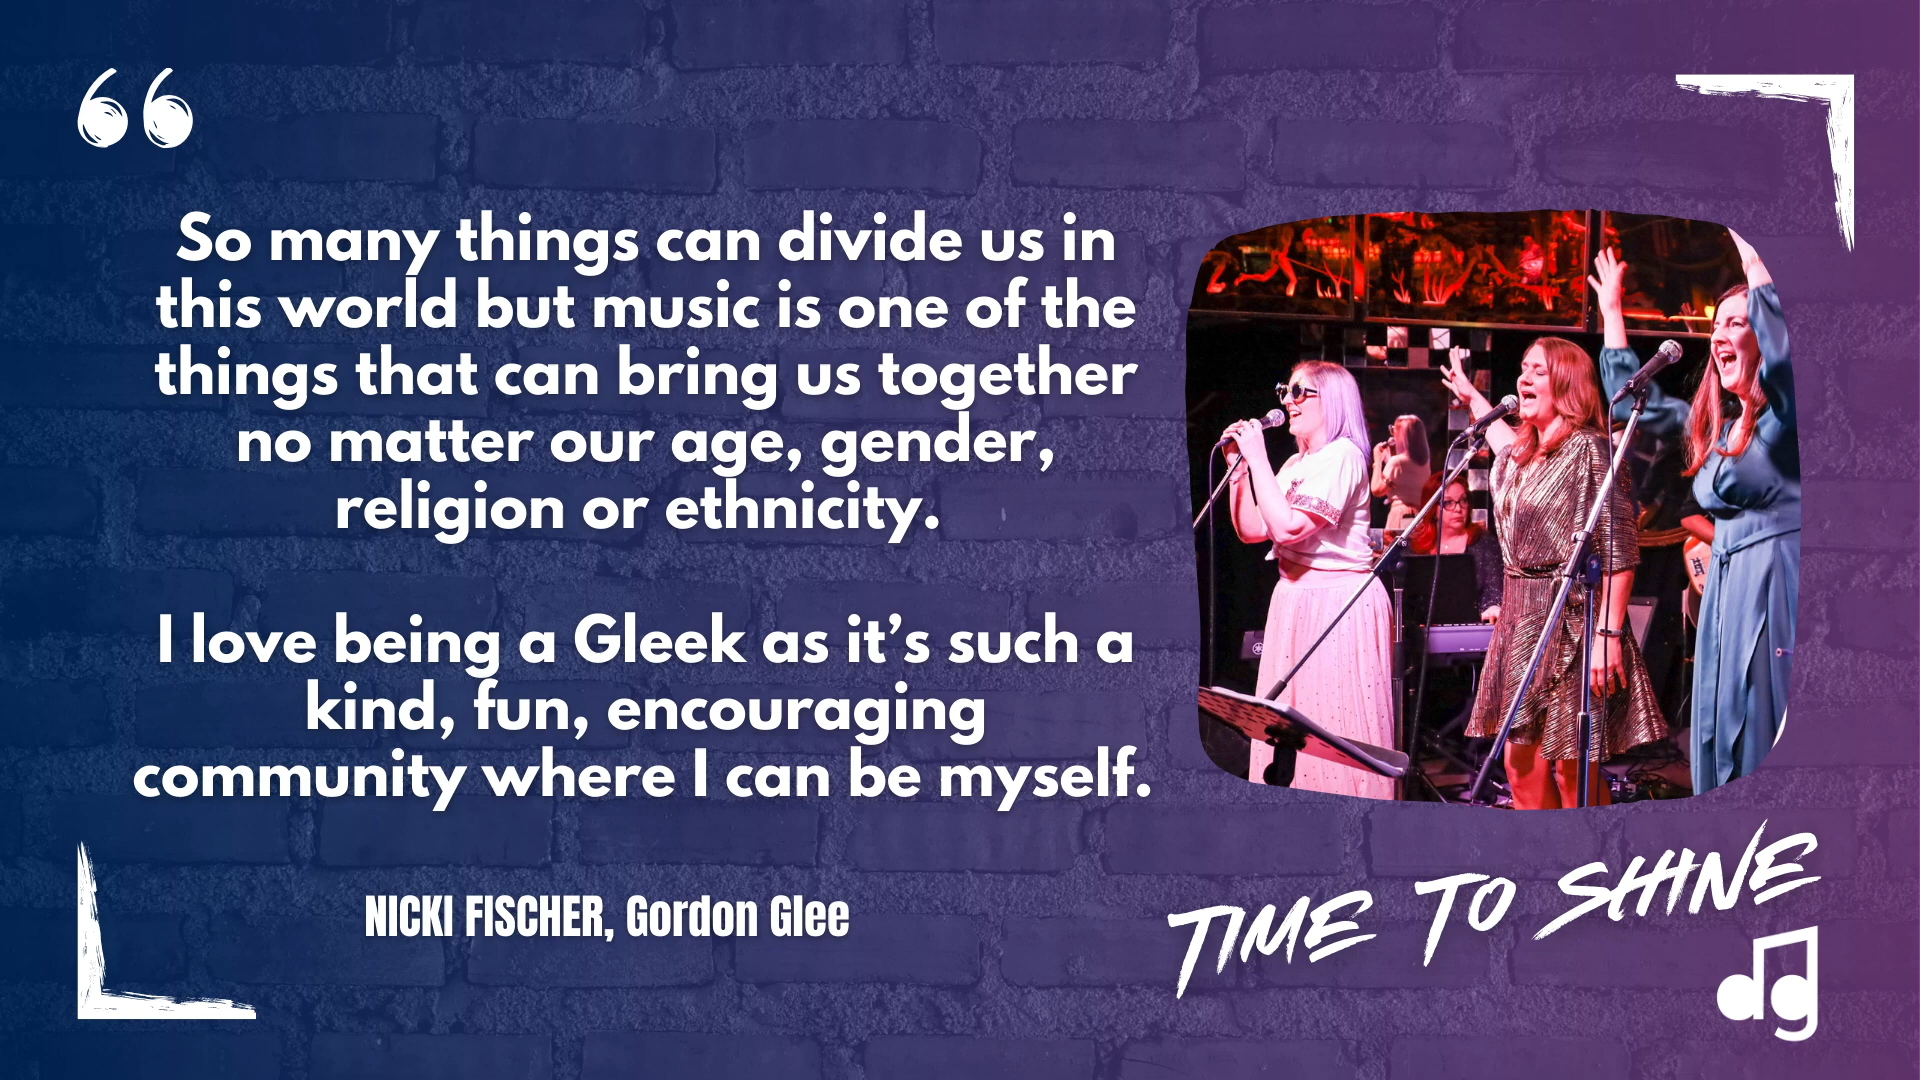 So many things can divide us in
this world but music is one of the
things that can bring us together
no matter our age, gender,
religion or ethnicity.
I love being a Gleek as it’s such a
kind, fun, encouraging
community where I can be myself.
NICKI FISCHER, Gordon Glee
TIME TO SHINE
dg